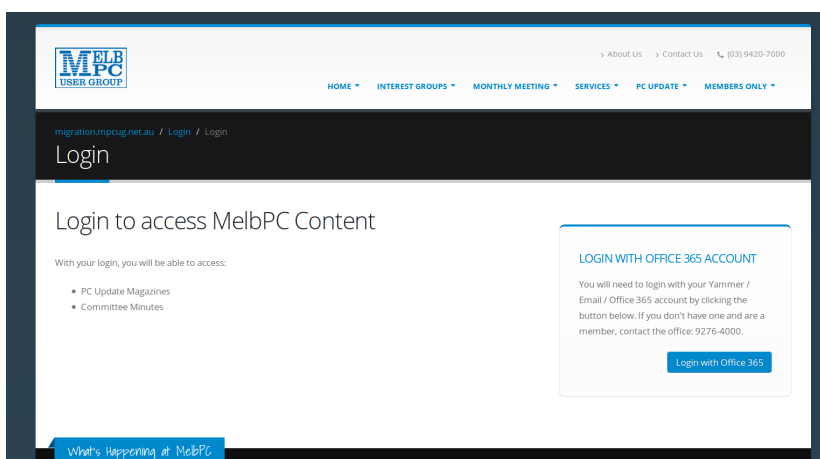 MELB
PC
USER GROUP
About Us Contact Us (03) 9420-7000
HOME INTEREST GROUPS MONTHLY MEETING SERVICES PC UPDATE MEMBERS ONLY
migration.mpcug.net.au / Login / Login
Login
Login to access MelbPC Content
With your login, you will be able to access:
PC Update Magazines
Committee Minutes
LOGIN WITH OFFICE 365 ACCOUNT
You will need to login with your Yammer /
Email / Office 365 account by clicking the
button below. If you don't have one and are a
member, contact the office: 9276-4000.
Login with Office 365
What's Happening at MelbPC